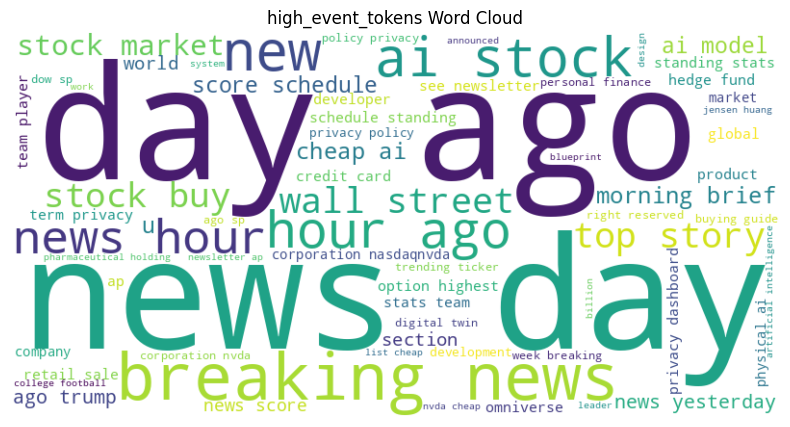 high_event_tokens Word Cloud
stock market
world
policy privacy
system
announced
new
ai stock
design
ai model
standing stats
dow sp
work
score schedule
see newsletter
personal finance
hedge fund
team player
day ago
developer
market
jensen huang
schedule standing
privacy policy
global
cheap ai
blueprint
credit card
product
stock buy
wall street
morning brief
term privacy
u
ago sp
right reserved
buying guide
news hour
hour ago
top story
corporation nasdaqnvda
pharmaceutical holding
newsletter ap
trending ticker
artificial intelligence
ap
option highest
billion
privacy dashboard
physical ai
news day
stats team
digital twin
section
company
corporation nvda
list cheap
development
week breaking
retail sale
college football
breaking news
ago trump
news score
nvda cheap
omniverse
leader
news yesterday